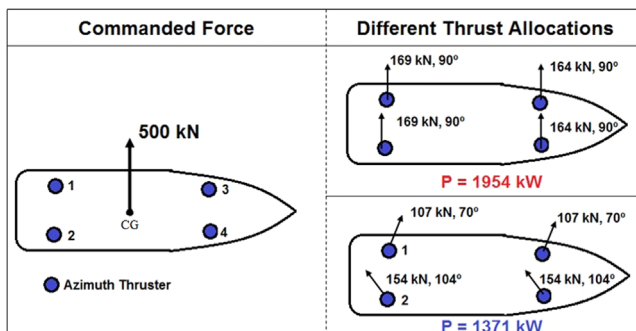 Commanded Force
Different Thrust Allocations
500 kN
1
3
CG
2
4
Azimuth Thruster
169 kN, 90º
164 kN, 90º
169 kN, 90º
164 kN, 90º
P = 1954 kW
107 kN, 70º
107 kN, 70º
1
154 kN, 104º
154 kN, 104º
2
P = 1371 kW